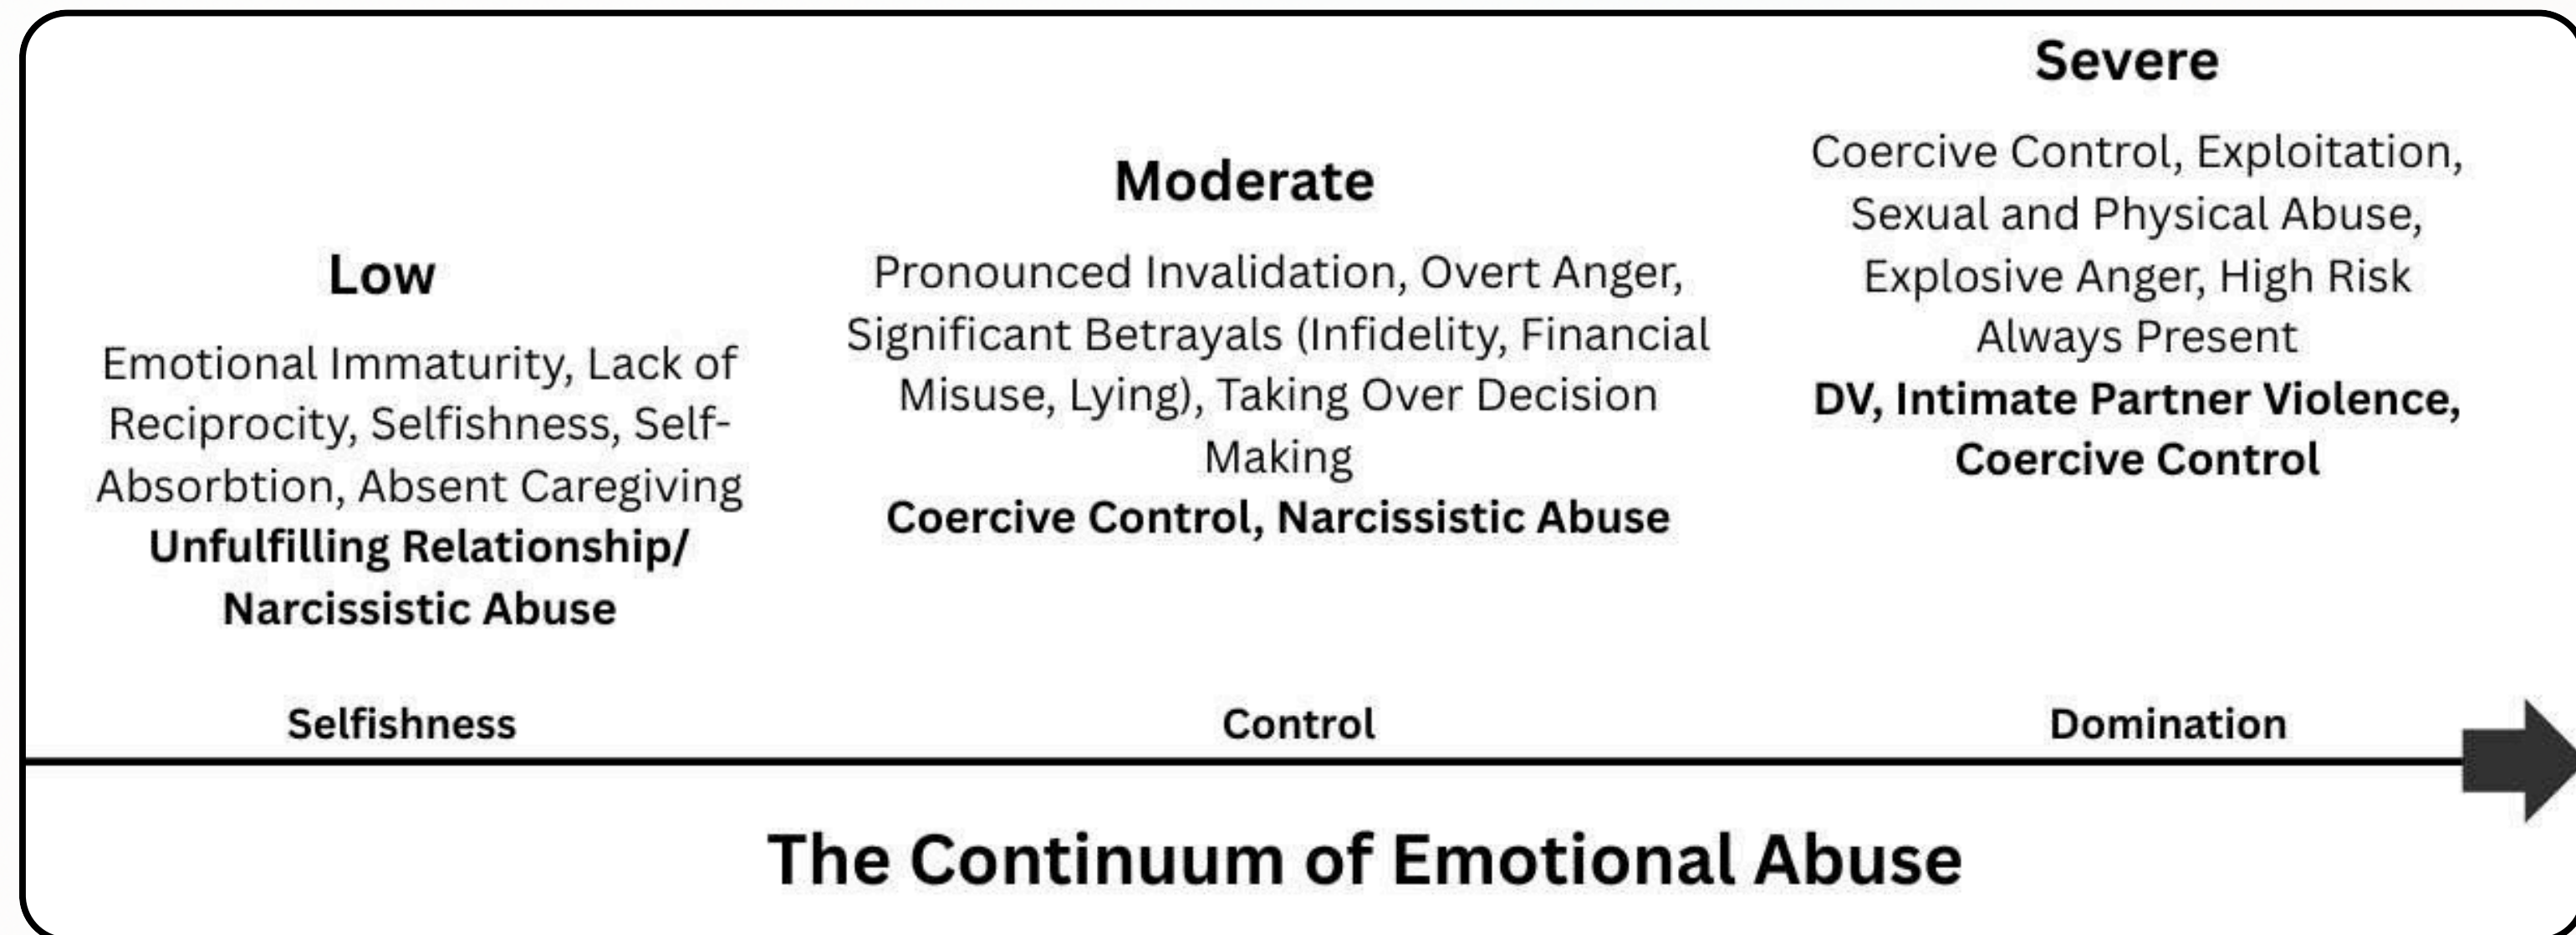 Low
Emotional Immaturity, Lack of
Reciprocity, Selfishness, Self-
Absorbtion, Absent Caregiving
Unfulfilling Relationship/
Narcissistic Abuse
Moderate
Pronounced Invalidation, Overt Anger,
Significant Betrayals (Infidelity, Financial
Misuse, Lying), Taking Over Decision
Making
Coercive Control, Narcissistic Abuse
Severe
Coercive Control, Exploitation,
Sexual and Physical Abuse,
Explosive Anger, High Risk
Always Present
DV, Intimate Partner Violence,
Coercive Control
Selfishness
Control
Domination
The Continuum of Emotional Abuse